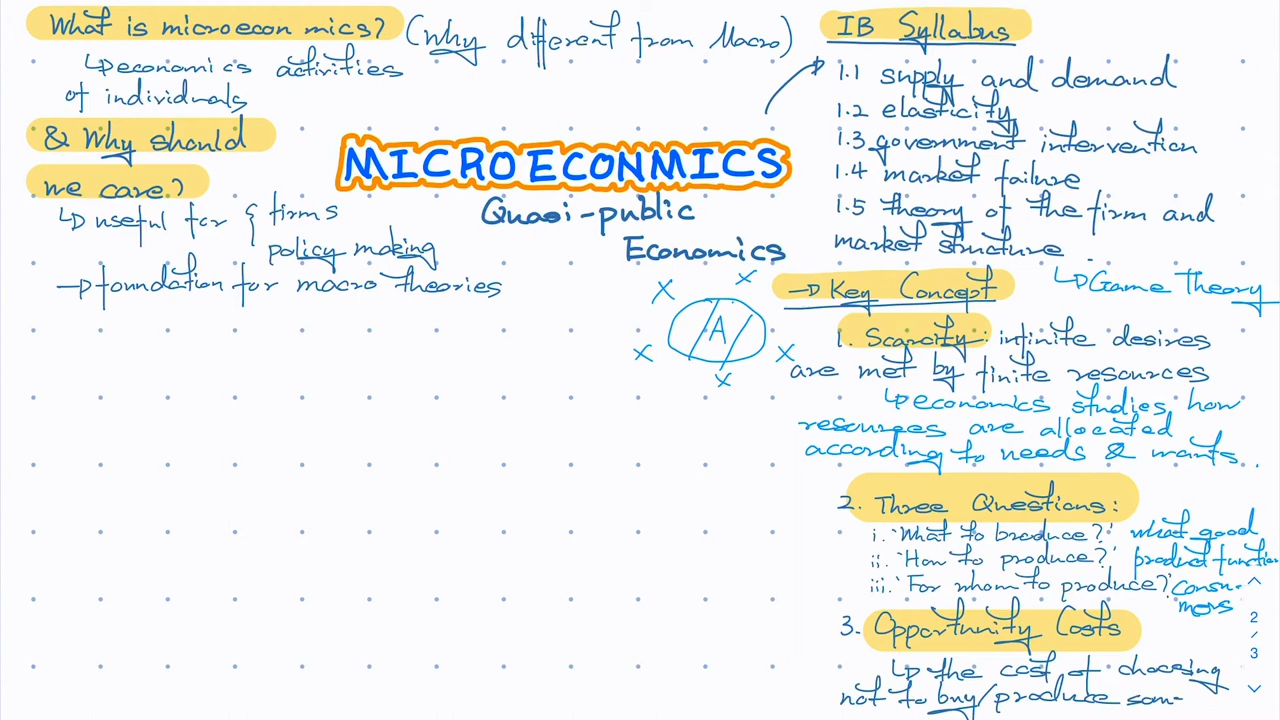 What is microeconmics? (why different from Macro)
↳economics activities
of individuals
& Why should
we care?
↳ useful for { firms
policy making
→ foundation for macro theories
MICROECONMICS
Quasi-public
Economics
x x x x x
A
IB Syllabus
1.1 supply and demand
1.2 elasticity
1.3 government intervention
1.4 market failure
1.5 theory of the firm and
market structure.
↳Game Theory
→ Key Concept
1. Scarcity: infinite desires
are met by finite resources
↳economics studies how
resources are allocated
according to needs & wants.
2. Three Questions:
i. 'What to produce?' what good
ii. 'How to produce?' product function
iii. 'For whom to produce?' consu-
mers
3. Opportunity Costs
↳ the cost of choosing
not to buy/produce som-
2
/
3